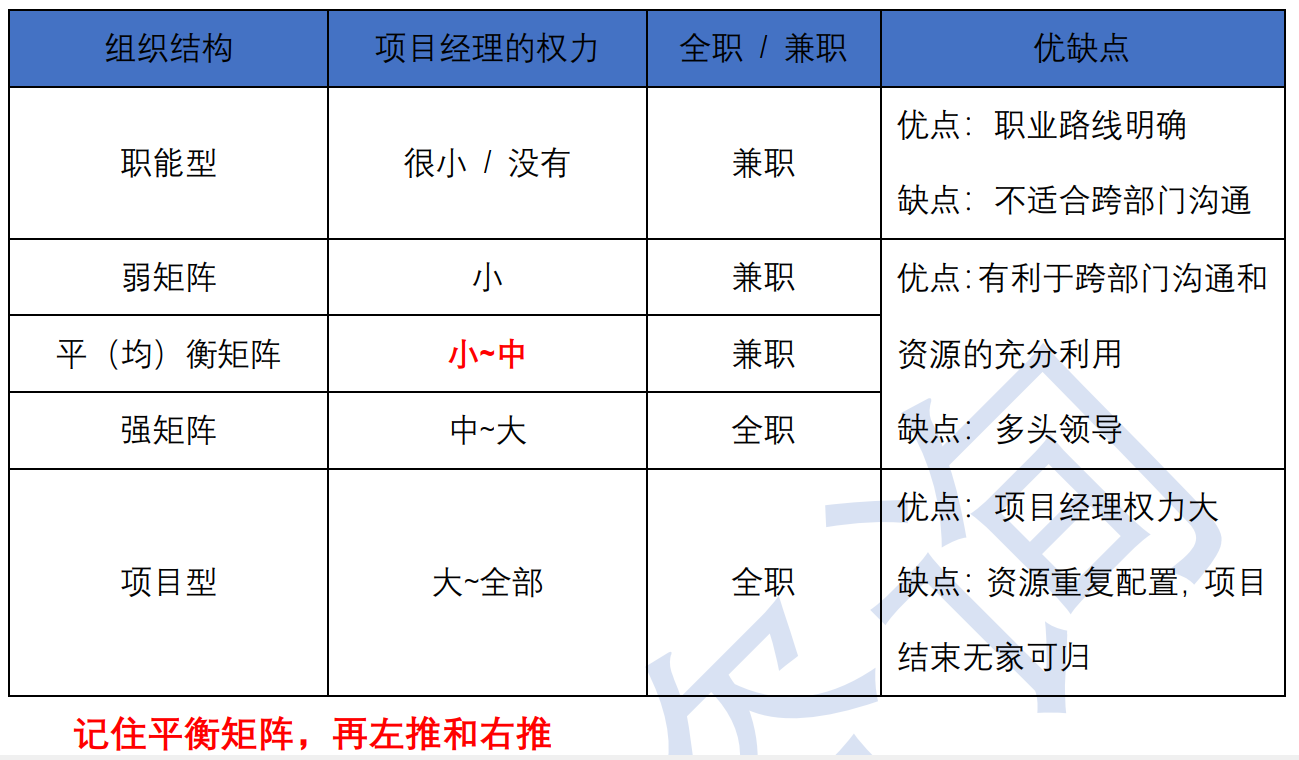 组织结构 项目经理的权力 全职 / 兼职 优缺点
职能型 很小 / 没有 兼职 优点：职业路线明确
缺点：不适合跨部门沟通
弱矩阵 小 兼职 优点：有利于跨部门沟通和
平（均）衡矩阵 小~中 兼职 资源的充分利用
强矩阵 中~大 全职 缺点：多头领导
项目型 大~全部 全职 优点：项目经理权力大
缺点：资源重复配置，项目
结束无家可归
记住平衡矩阵，再左推和右推
咨询